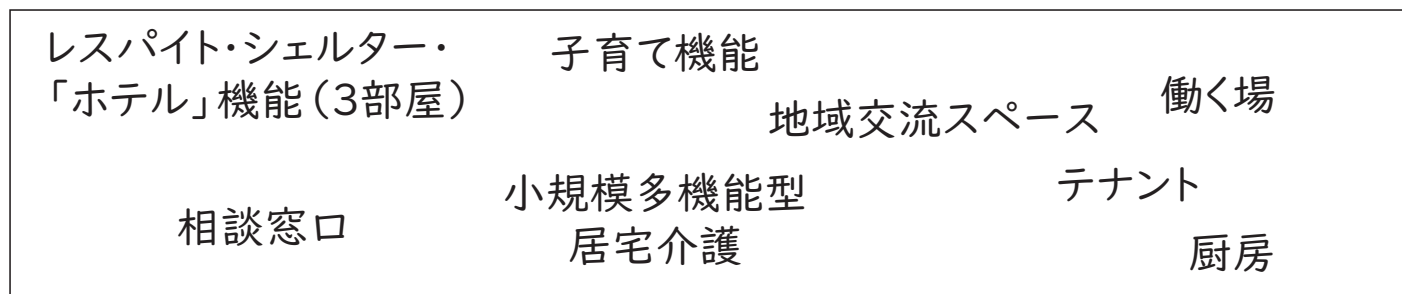 レスパイト・シェルター・
「ホテル」機能(3部屋)
子育て機能
地域交流スペース
働く場
相談窓口
小規模多機能型
居宅介護
テナント
厨房